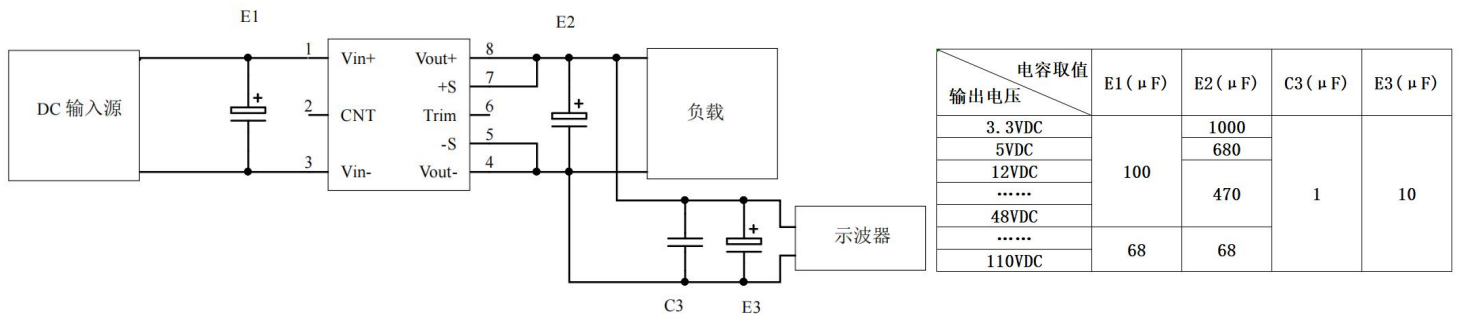 E1
E2
DC 输入源
1
Vin+
Vout+
8
+S
7
2
CNT
Trim
6
-S
5
3
Vin-
Vout-
4
负载
示波器
C3
E3
电容取值
输出电压
E1(μF) E2(μF) C3(μF) E3(μF)
3.3VDC 1000
5VDC 680
12VDC
100
……
470
1
10
48VDC
……
68
68
110VDC